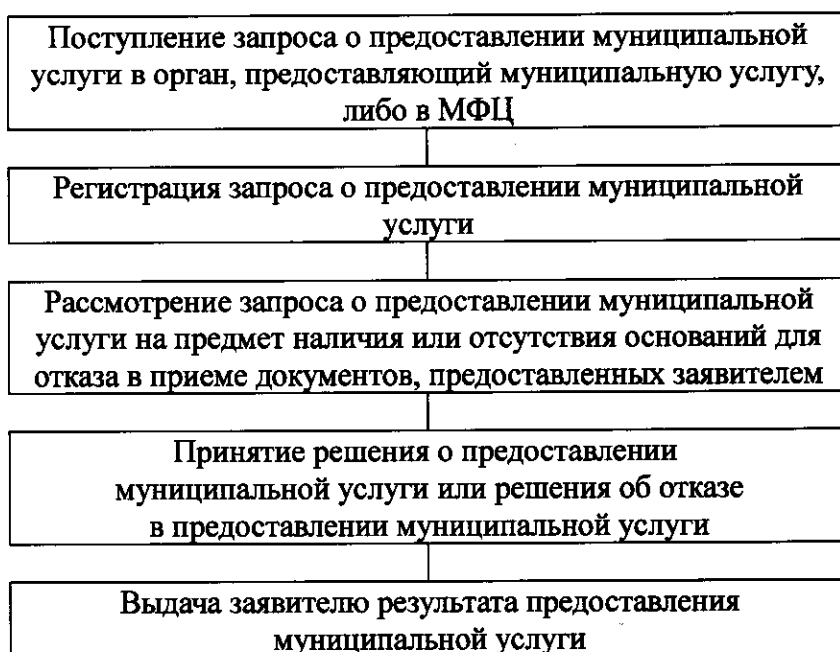 Поступление запроса о предоставлении муниципальной
услуги в орган, предоставляющий муниципальную услугу,
либо в МФЦ
Регистрация запроса о предоставлении муниципальной
услуги
Рассмотрение запроса о предоставлении муниципальной
услуги на предмет наличия или отсутствия оснований для
отказа в приеме документов, предоставленных заявителем
Принятие решения о предоставлении
муниципальной услуги или решения об отказе
в предоставлении муниципальной услуги
Выдача заявителю результата предоставления
муниципальной услуги